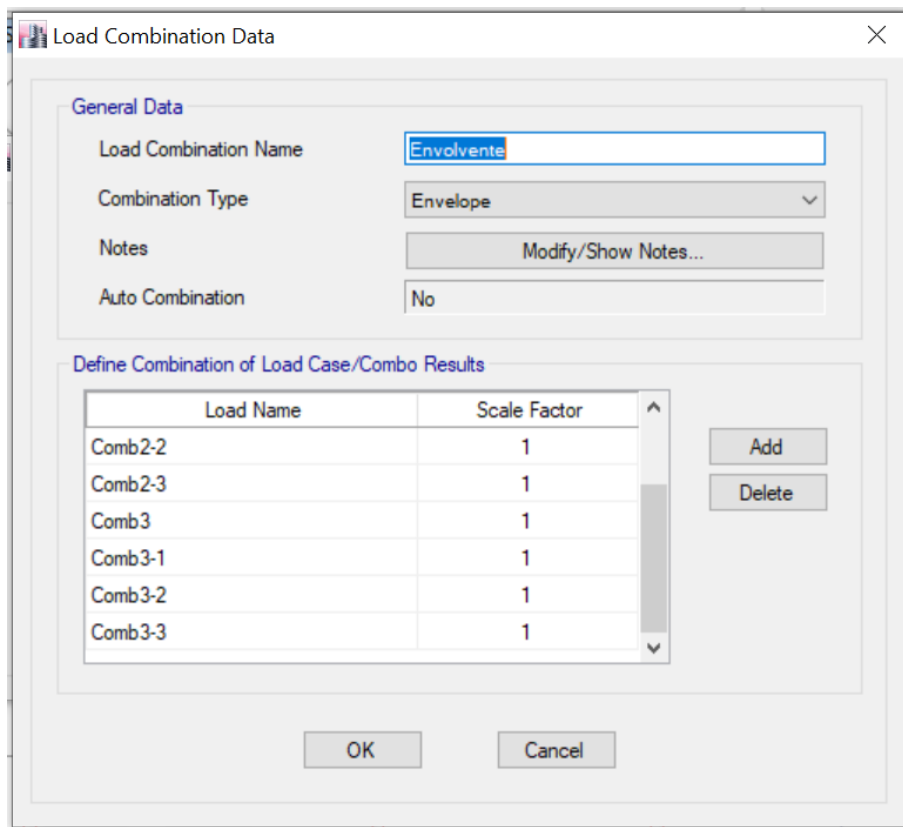 Load Combination Data
General Data
Load Combination Name Envolvente
Combination Type Envelope
Notes Modify/Show Notes...
Auto Combination No
Define Combination of Load Case/Combo Results
Load Name Scale Factor
Comb2-2 1
Comb2-3 1
Comb3 1
Comb3-1 1
Comb3-2 1
Comb3-3 1
Add
Delete
OK Cancel